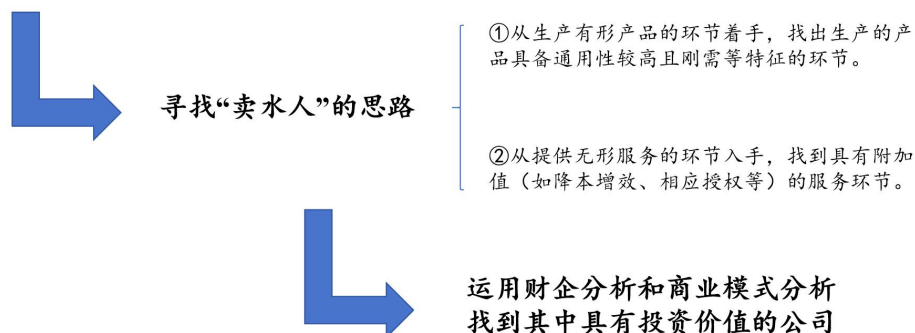 ①从生产有形产品的环节着手，找出生产的产
品具备通用性较高且刚需等特征的环节。
寻找“卖水人”的思路
②从提供无形服务的环节入手，找到具有附加
值（如降本增效、相应授权等）的服务环节。
运用财企分析和商业模式分析
找到其中具有投资价值的公司